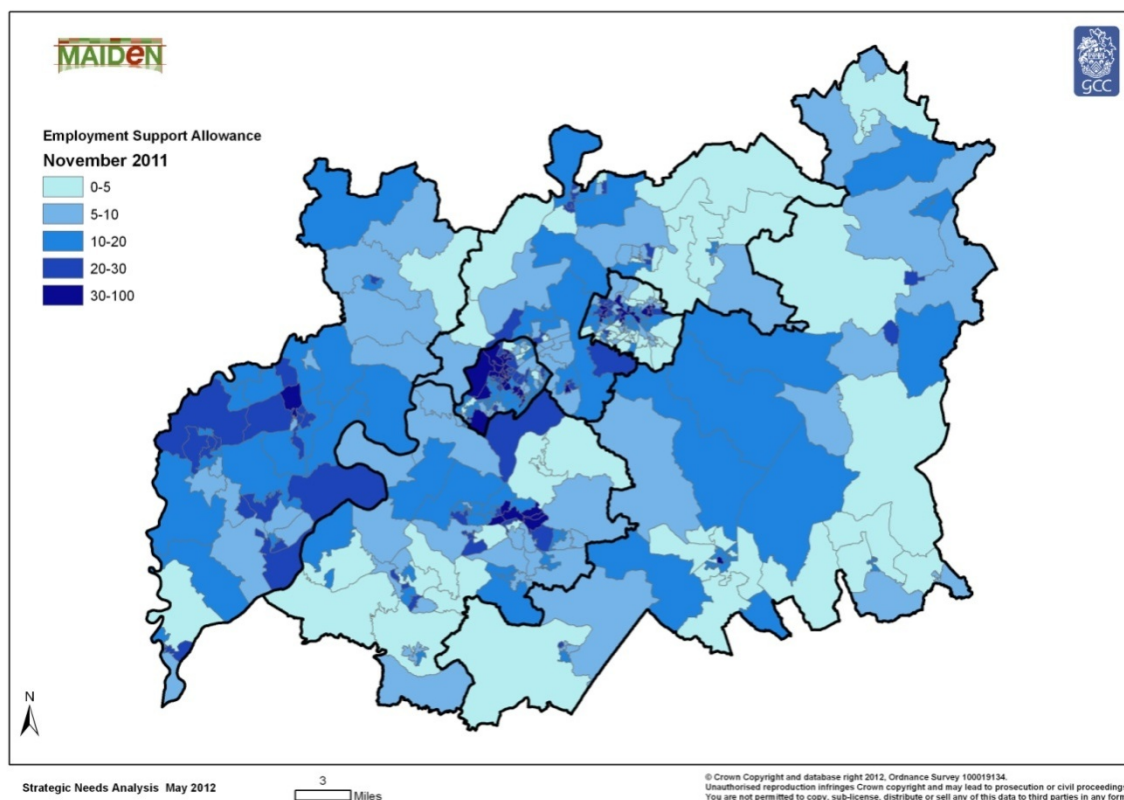 MAIDeN
GCC
Employment Support Allowance
November 2011
0-5
5-10
10-20
20-30
30-100
N
Strategic Needs Analysis May 2012
3
Miles
© Crown Copyright and database right 2012, Ordnance Survey 100019134.
Unauthorised reproduction infringes Crown copyright and may lead to prosecution or civil proceedings
You are not permitted to copy, sub-license, distribute or sell any of this data to third parties in any form